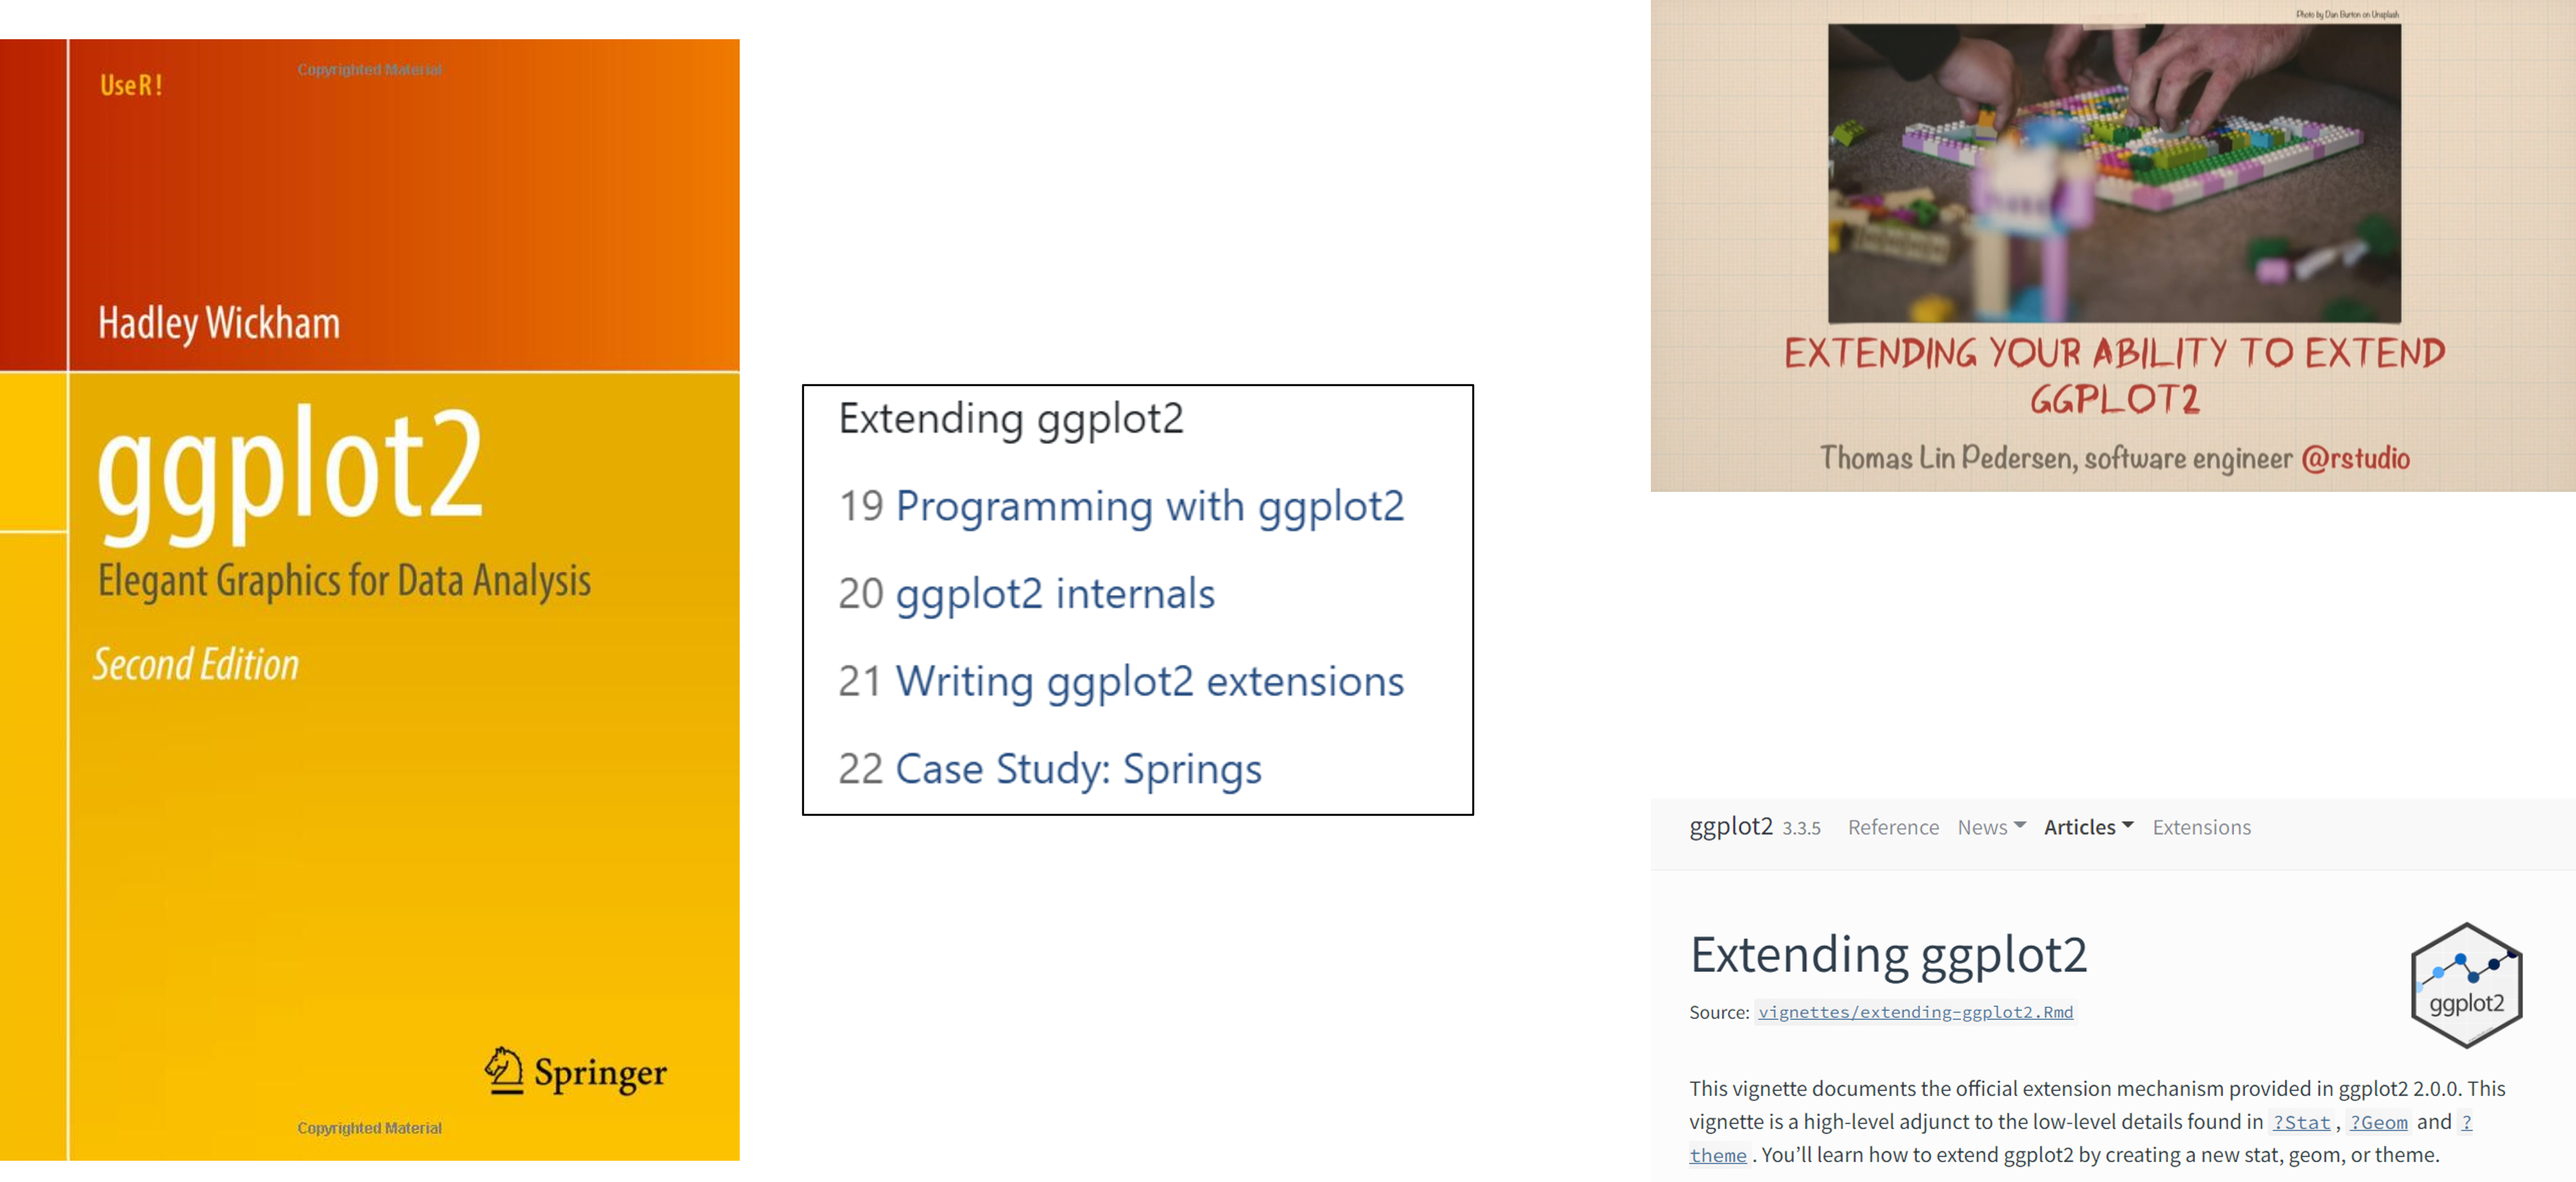 Use R!
Copyrighted Material
Hadley Wickham
ggplot2
Elegant Graphics for Data Analysis
Second Edition
Springer
Copyrighted Material
Extending ggplot2
19 Programming with ggplot2
20 ggplot2 internals
21 Writing ggplot2 extensions
22 Case Study: Springs
Photo by Dan Burton on Unsplash
EXTENDING YOUR ABILITY TO EXTEND
GGPLOT2
Thomas Lin Pedersen, software engineer @rstudio
ggplot2 3.3.5 Reference News Articles Extensions
Extending ggplot2
ggplot2
Source: vignettes/extending-ggplot2.Rmd
This vignette documents the official extension mechanism provided in ggplot2 2.0.0. This
vignette is a high-level adjunct to the low-level details found in ?Stat, ?Geom and ?
theme. You’ll learn how to extend ggplot2 by creating a new stat, geom, or theme.